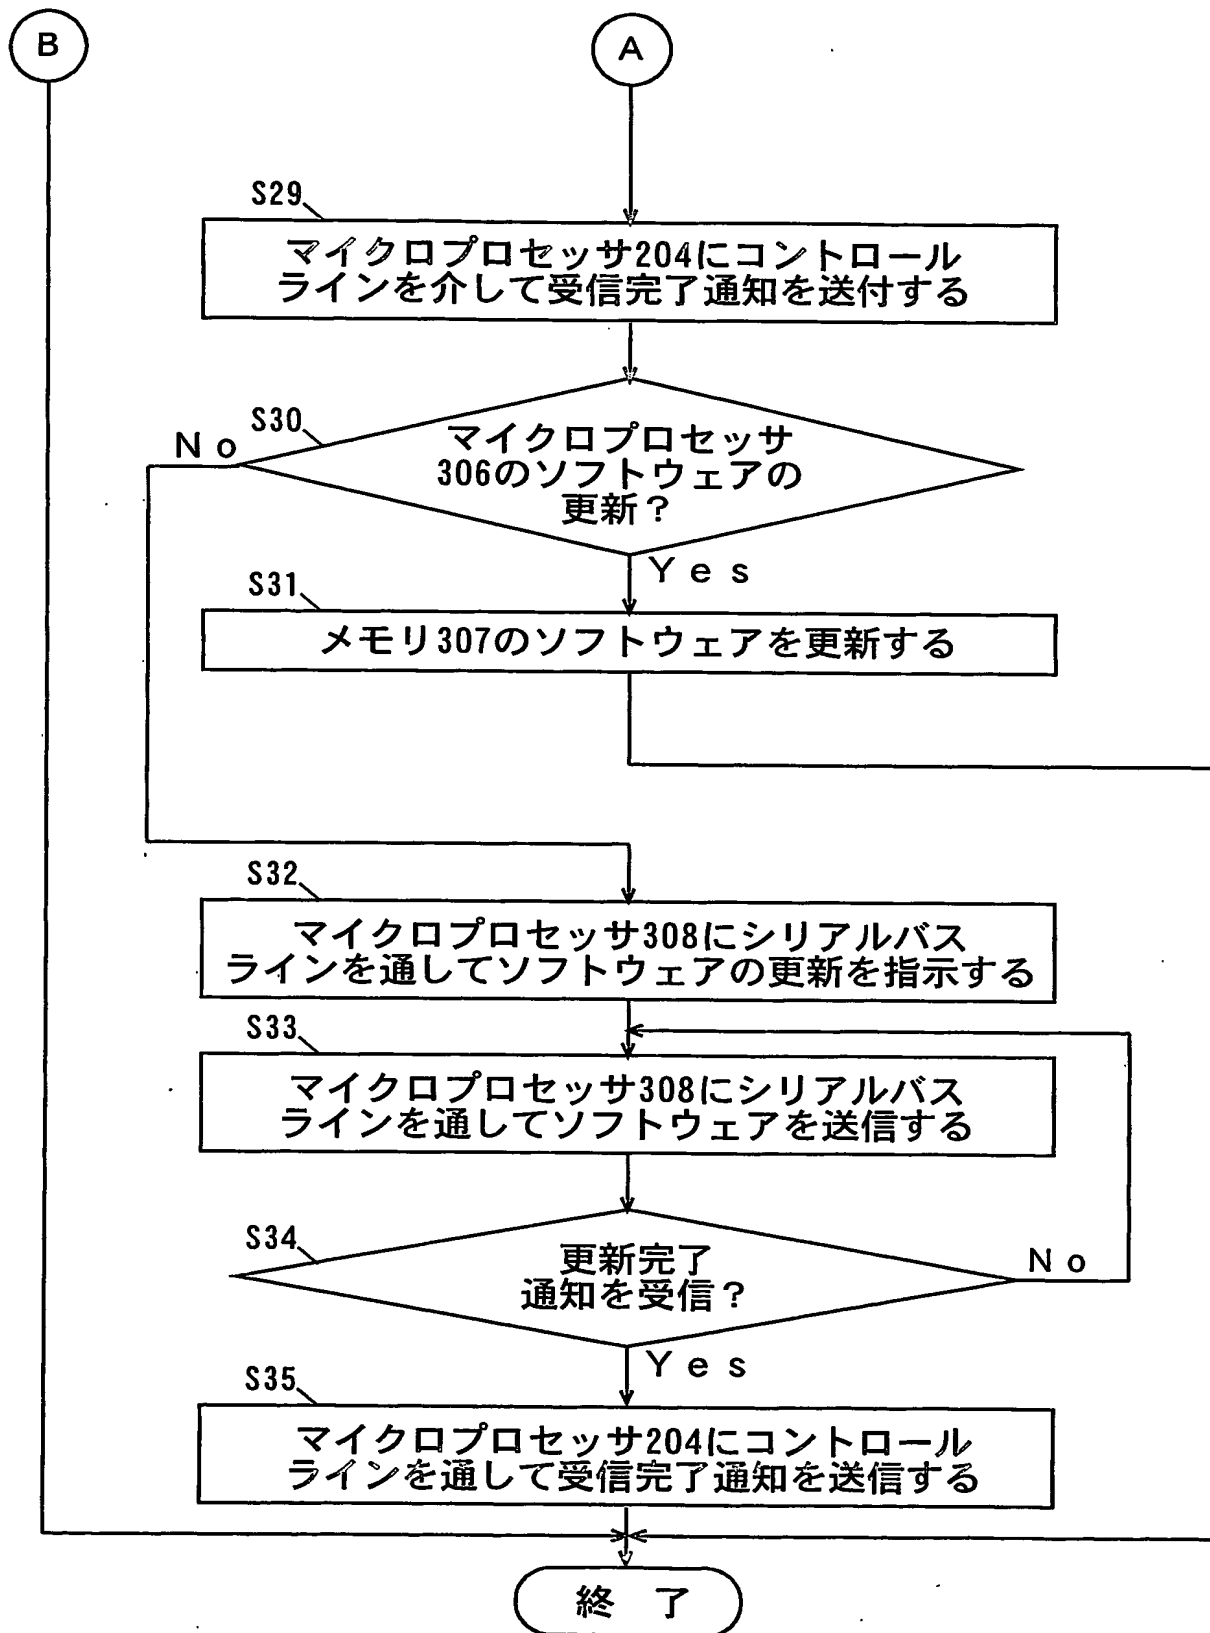 B
A
S29
マイクロプロセッサ204にコントロール
ラインを介して受信完了通知を送付する
S30
No
マイクロプロセッサ
306のソフトウェアの
更新？
Yes
S31
メモリ307のソフトウェアを更新する
S32
マイクロプロセッサ308にシリアルバス
ラインを通してソフトウェアの更新を指示する
S33
マイクロプロセッサ308にシリアルバス
ラインを通してソフトウェアを送信する
S34
更新完了
通知を受信？
No
Yes
S35
マイクロプロセッサ204にコントロール
ラインを通して受信完了通知を送信する
終 了